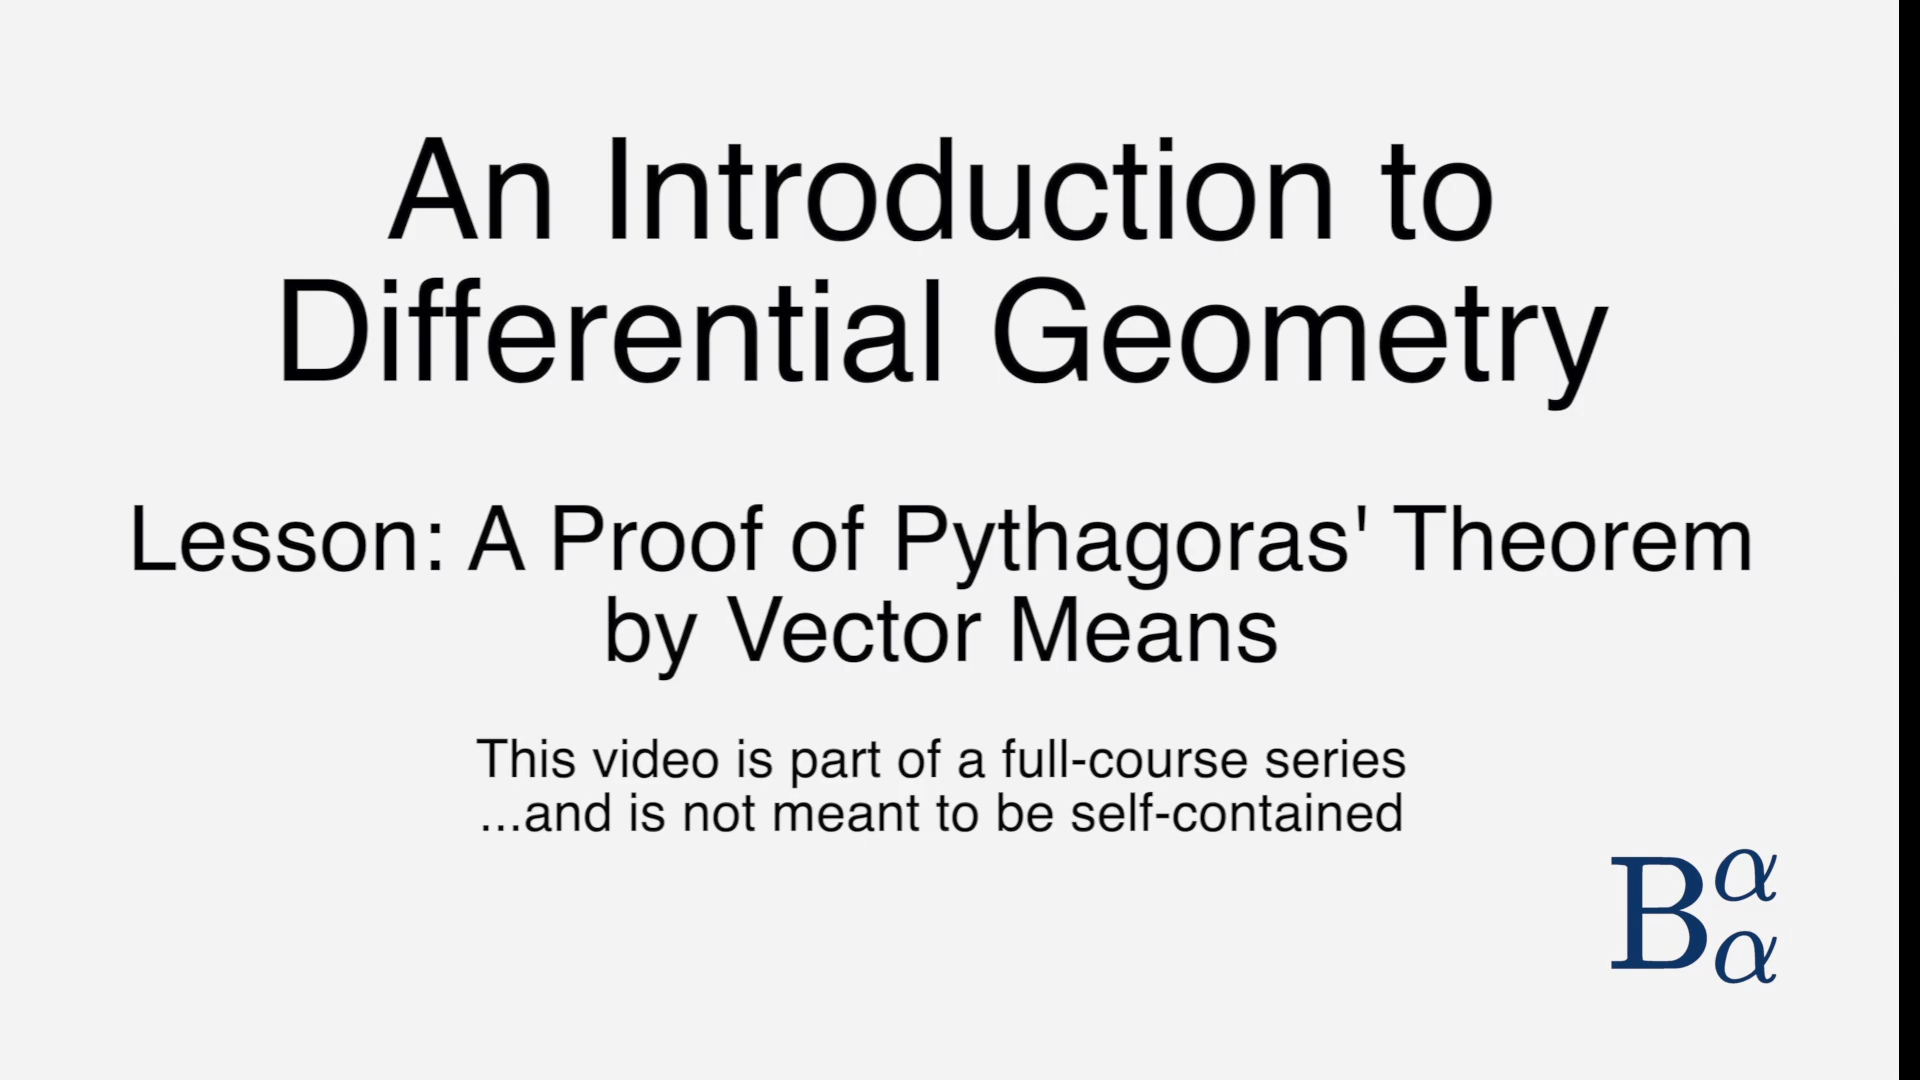 An Introduction to
Differential Geometry
Lesson: A Proof of Pythagoras' Theorem
by Vector Means
This video is part of a full-course series
...and is not meant to be self-contained
B^α_α